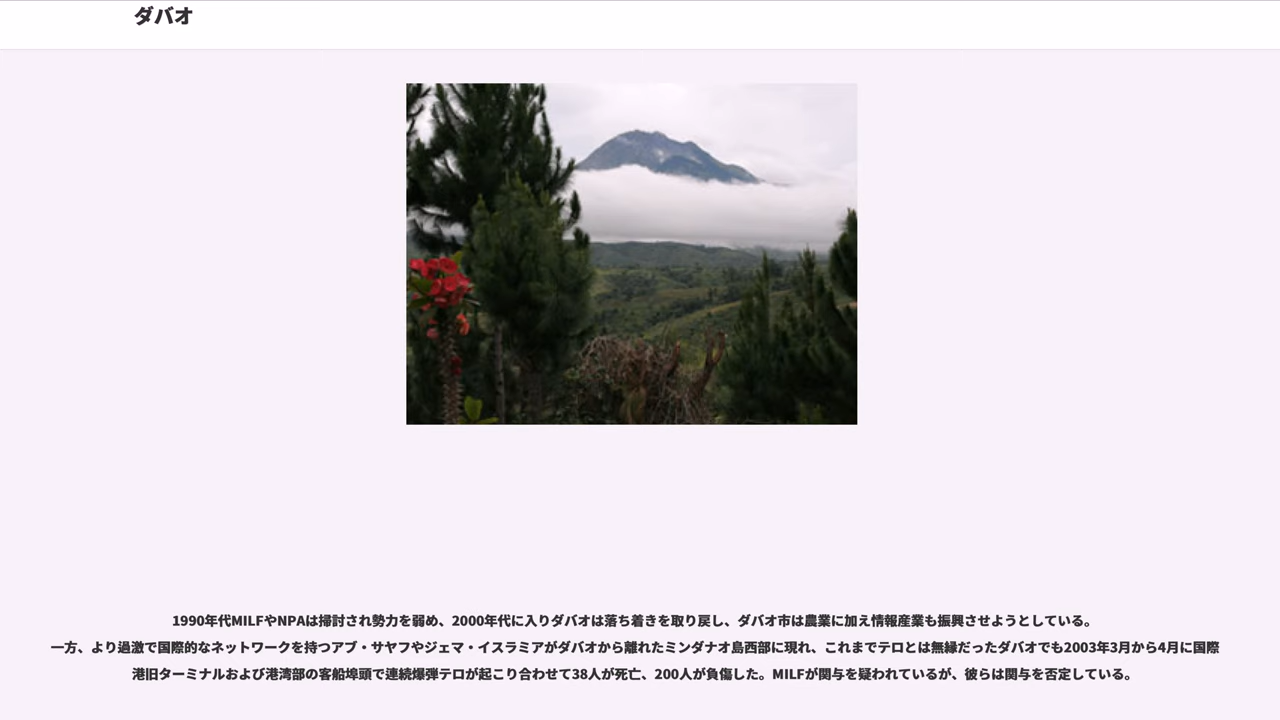 ダバオ
1990年代MILFやNPAは掃討され勢力を弱め、2000年代に入りダバオは落ち着きを取り戻し、ダバオ市は農業に加え情報産業も振興させようとしている。
一方、より過激で国際的なネットワークを持つアブ・サヤフやジェマ・イスラミアがダバオから離れたミンダナオ島西部に現れ、これまでテロとは無縁だったダバオでも2003年3月から4月に国際
港旧ターミナルおよび港湾部の客船埠頭で連続爆弾テロが起こり合わせて38人が死亡、200人が負傷した。MILFが関与を疑われているが、彼らは関与を否定している。